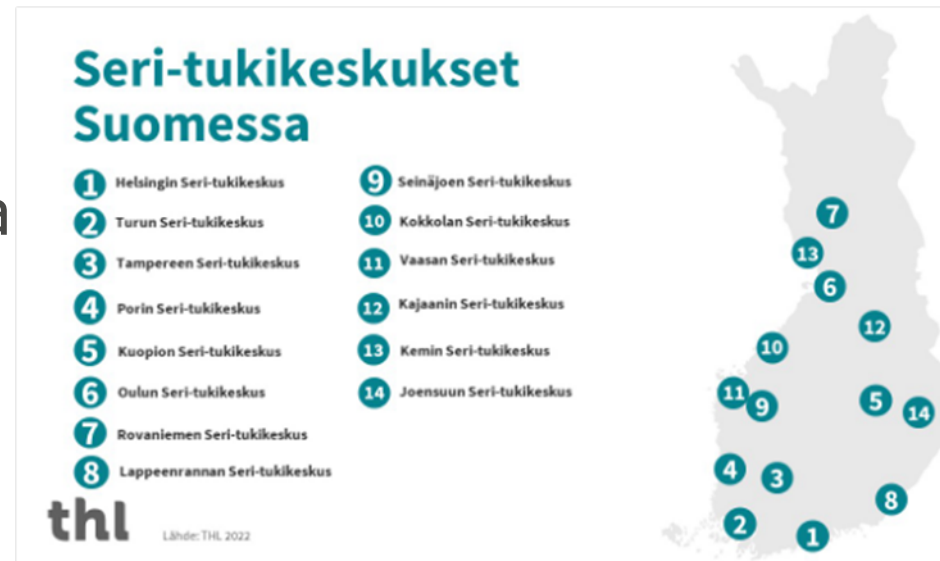 Seri-tukikeskukset
Suomessa
1 Helsingin Seri-tukikeskus
2 Turun Seri-tukikeskus
3 Tampereen Seri-tukikeskus
4 Porin Seri-tukikeskus
5 Kuopion Seri-tukikeskus
6 Oulun Seri-tukikeskus
7 Rovaniemen Seri-tukikeskus
8 Lappeenrannan Seri-tukikeskus
9 Seinäjoen Seri-tukikeskus
10 Kokkolan Seri-tukikeskus
11 Vaasan Seri-tukikeskus
12 Kajaanin Seri-tukikeskus
13 Kemin Seri-tukikeskus
14 Joensuun Seri-tukikeskus
a
thl
Lähde: THL 2022
7
13
6
12
10
11
9
5
14
4
3
8
2
1